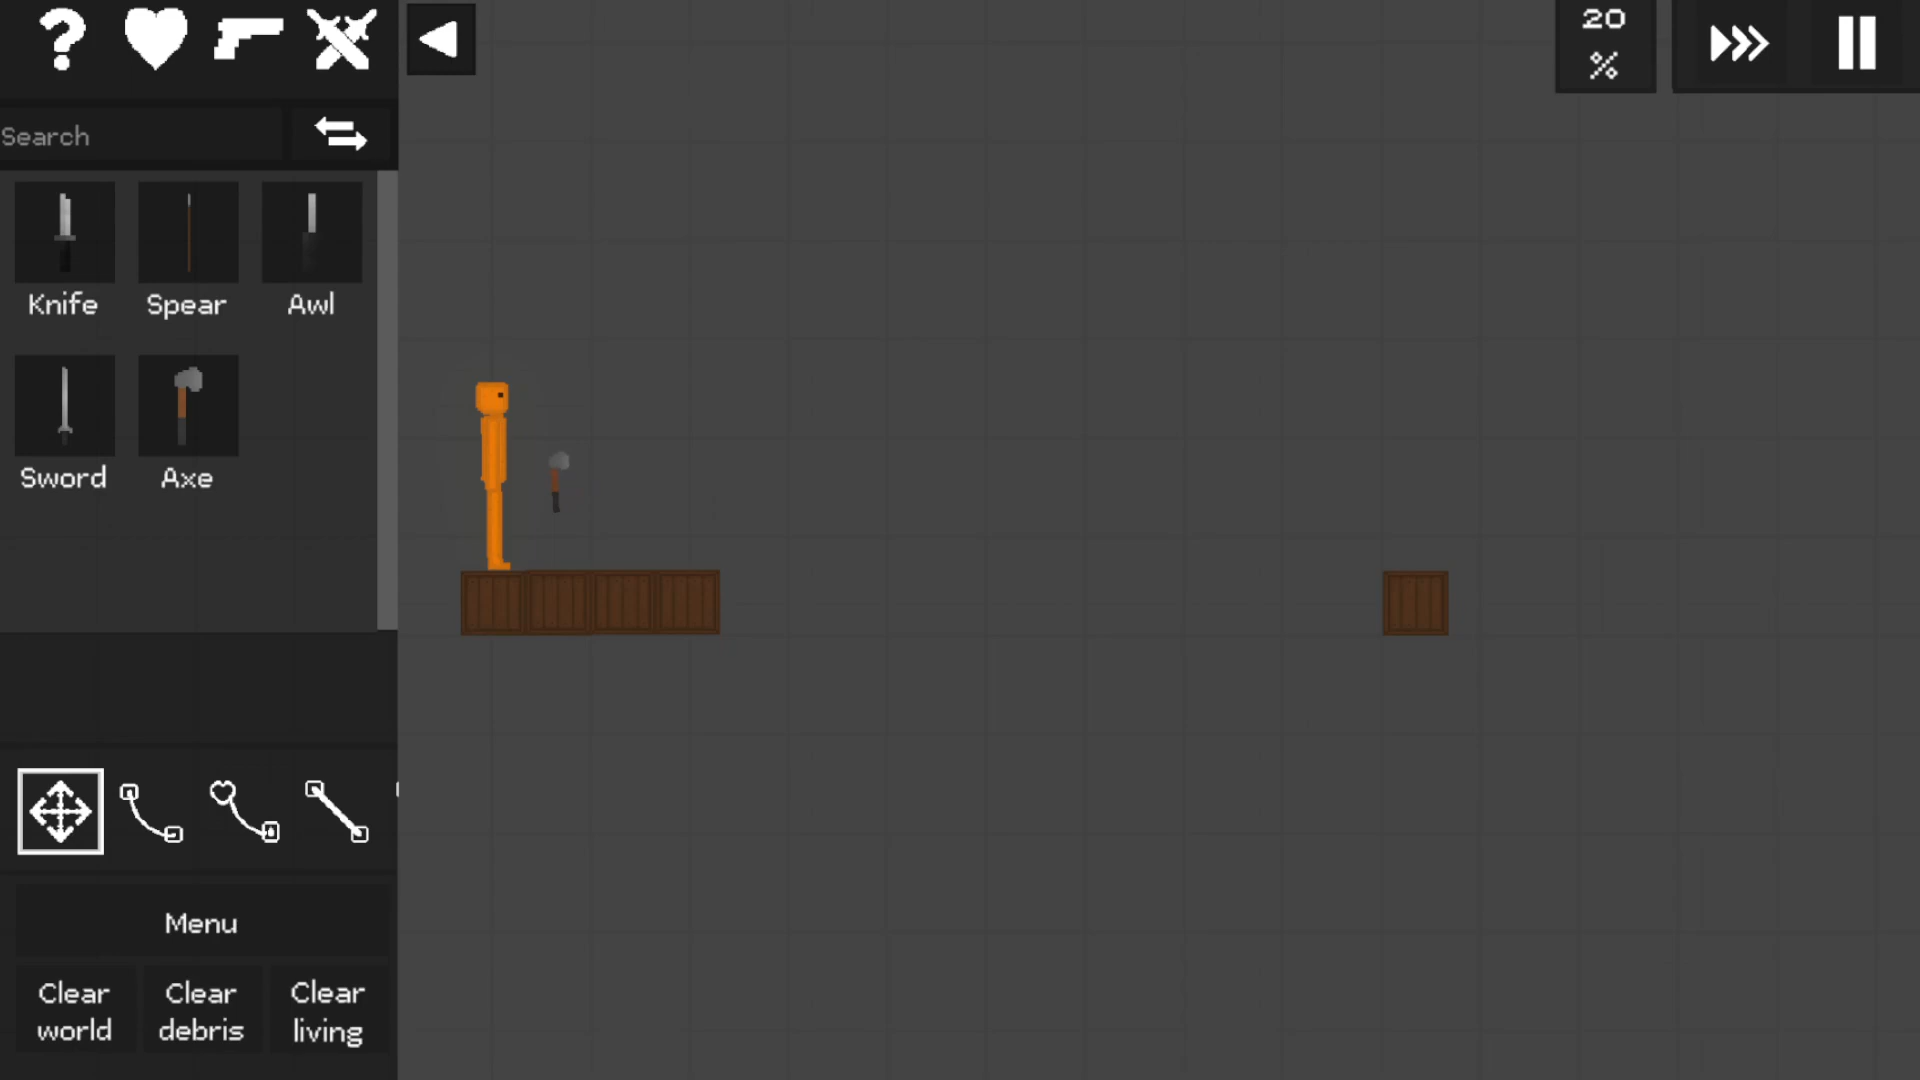 20
%
Search
Knife
Spear
Awl
Sword
Axe
Menu
Clear
world
Clear
debris
Clear
living